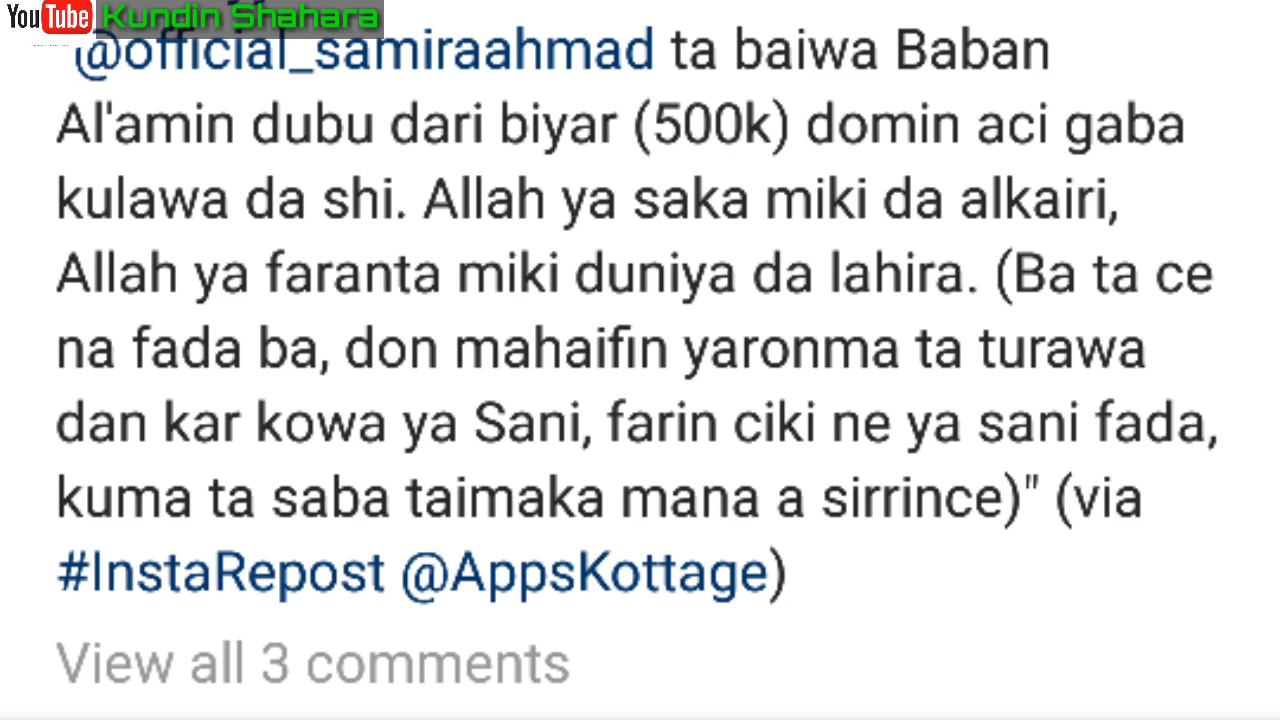 YouTube Kundin Shahara
@official_samiraahmad ta baiwa Baban
Al'amin dubu dari biyar (500k) domin aci gaba
kulawa da shi. Allah ya saka miki da alkairi,
Allah ya faranta miki duniya da lahira. (Ba ta ce
na fada ba, don mahaifin yaronma ta turawa
dan kar kowa ya Sani, farin ciki ne ya sani fada,
kuma ta saba taimaka mana a sirrince)" (via
#InstaRepost @AppsKottage)
View all 3 comments